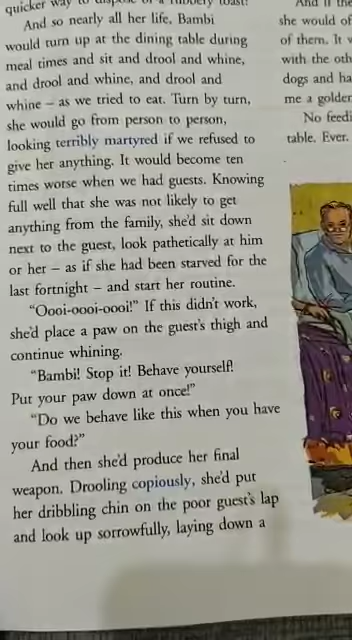 quicker way to dispose of a rubbery toast!
And so nearly all her life, Bambi
would turn up at the dining table during
meal times and sit and drool and whine,
and drool and whine, and drool and
whine – as we tried to eat. Turn by turn,
she would go from person to person,
looking terribly martyred if we refused to
give her anything. It would become ten
times worse when we had guests. Knowing
full well that she was not likely to get
anything from the family, she'd sit down
next to the guest, look pathetically at him
or her – as if she had been starved for the
last fortnight – and start her routine.
"Oooi-oooi-oooi!" If this didn't work,
she'd place a paw on the guest's thigh and
continue whining.
"Bambi! Stop it! Behave yourself!
Put your paw down at once!"
"Do we behave like this when you have
your food?"
And then she'd produce her final
weapon. Drooling copiously, she'd put
her dribbling chin on the poor guest's lap
and look up sorrowfully, laying down a
And if the
she would of
of them. It w
with the oth
dogs and ha
me a golden
No feedi
table. Ever.